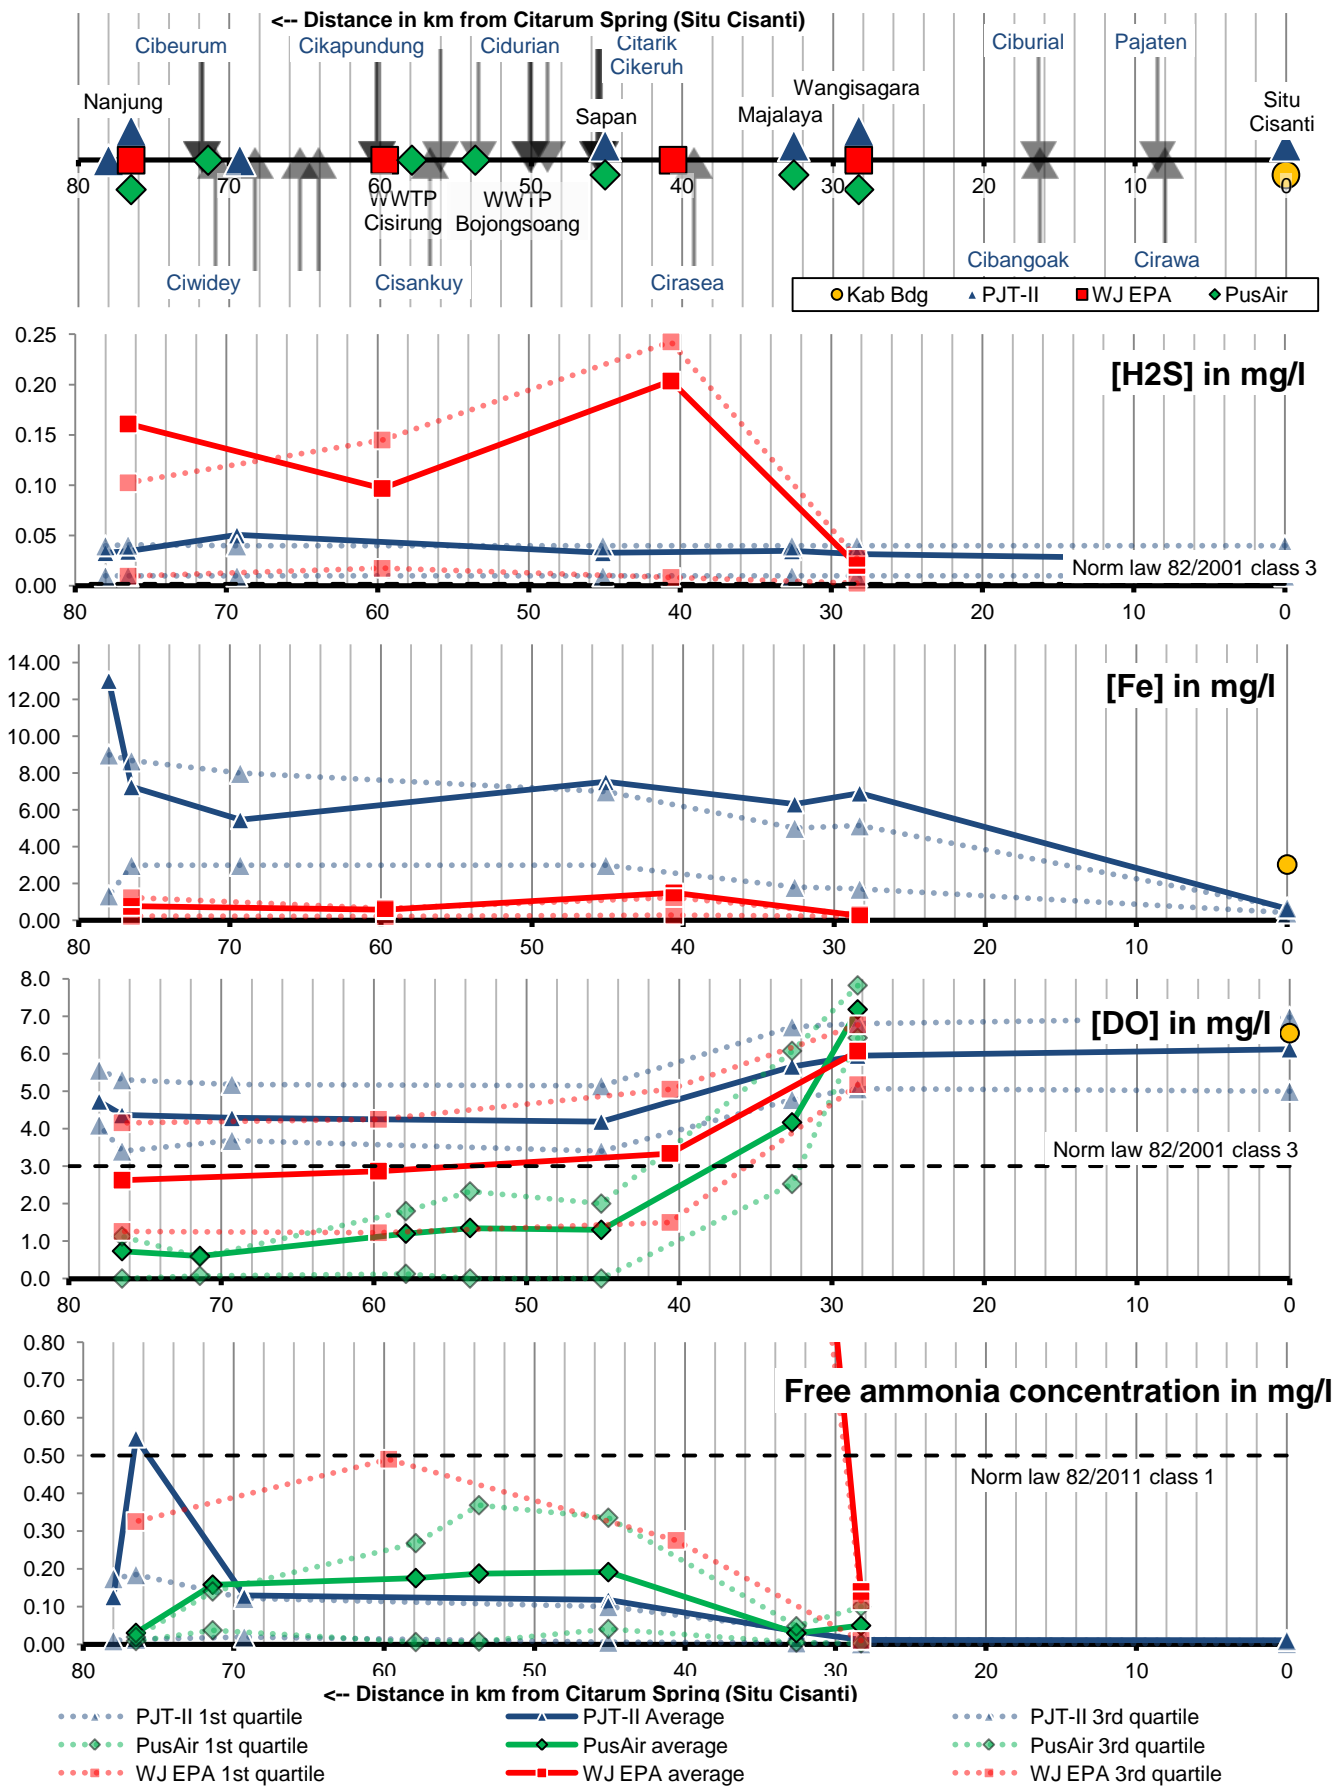 <-- Distance in km from Citarum Spring (Situ Cisanti)
Cibeurum Cikapundung Cidurian Citarik Ciburial Pajaten
Cikeruh
Nanjung Sapan Majalaya Wangisagara Situ
Cisanti
80 70 60 50 40 30 20 10 0
WWTP WWTP
Cisirung Bojongsoang
Ciwidey Cisankuy Cirasea Cibangoak Cirawa
Kab Bdg PJT-II WJ EPA PusAir
[H2S] in mg/l
0.25
0.20
0.15
0.10
0.05
0.00
Norm law 82/2001 class 3
80 70 60 50 40 30 20 10 0
[Fe] in mg/l
14.00
12.00
10.00
8.00
6.00
4.00
2.00
0.00
80 70 60 50 40 30 20 10 0
[DO] in mg/l
8.0
7.0
6.0
5.0
4.0
3.0
2.0
1.0
0.0
Norm law 82/2001 class 3
80 70 60 50 40 30 20 10 0
Free ammonia concentration in mg/l
0.80
0.70
0.60
0.50
0.40
0.30
0.20
0.10
0.00
Norm law 82/2011 class 1
80 70 60 50 40 30 20 10 0
<-- Distance in km from Citarum Spring (Situ Cisanti)
PJT-II 1st quartile PJT-II Average PJT-II 3rd quartile
PusAir 1st quartile PusAir average PusAir 3rd quartile
WJ EPA 1st quartile WJ EPA average WJ EPA 3rd quartile